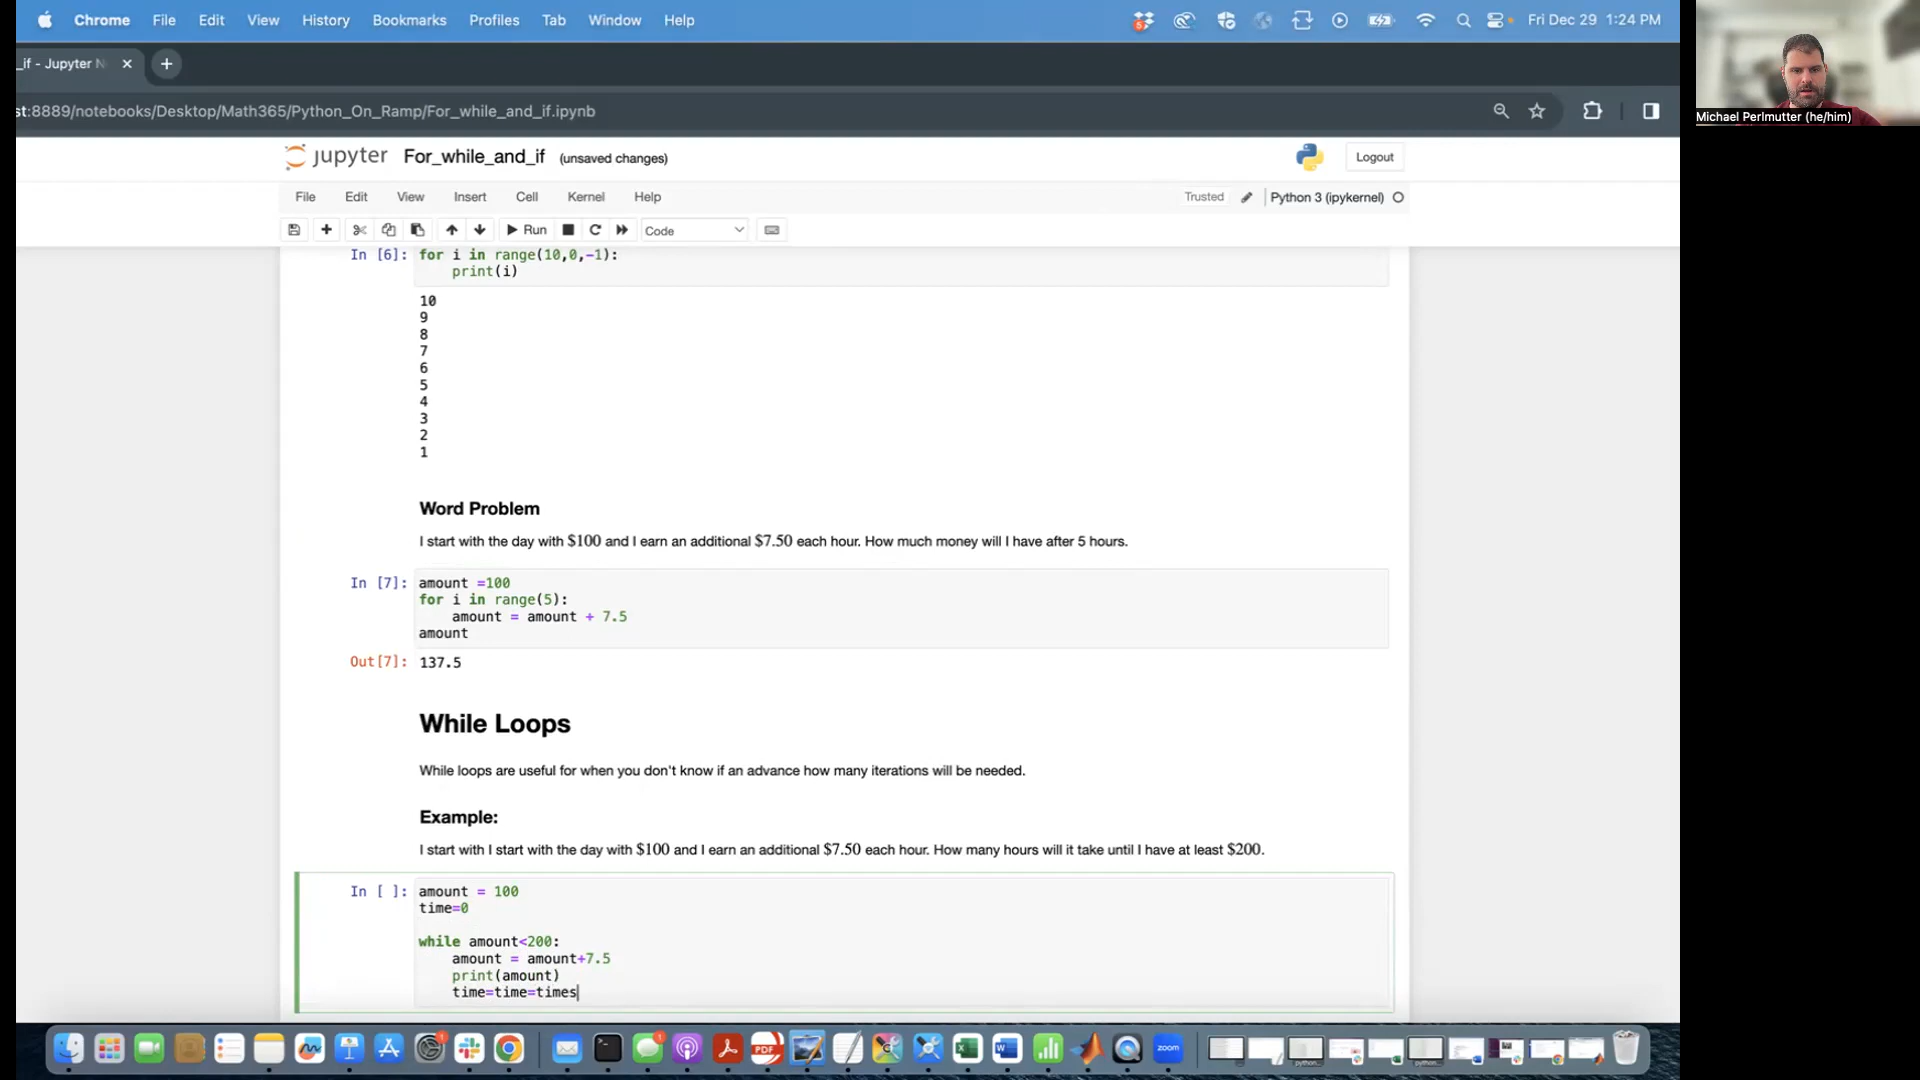 Chrome File Edit View History Bookmarks Profiles Tab Window Help
5
Fri Dec 29 1:24 PM
_if - Jupyter N
st:8889/notebooks/Desktop/Math365/Python_On_Ramp/For_while_and_if.ipynb
Michael Perlmutter (he/him)
jupyter For_while_and_if (unsaved changes)
Logout
File Edit View Insert Cell Kernel Help
Trusted
Python 3 (ipykernel)
Run
Code
In [6]: for i in range(10,0,-1):
print(i)
10
9
8
7
6
5
4
3
2
1
Word Problem
I start with the day with $100 and I earn an additional $7.50 each hour. How much money will I have after 5 hours.
In [7]: amount =100
for i in range(5):
amount = amount + 7.5
amount
Out[7]: 137.5
While Loops
While loops are useful for when you don't know if an advance how many iterations will be needed.
Example:
I start with I start with the day with $100 and I earn an additional $7.50 each hour. How many hours will it take until I have at least $200.
In [ ]: amount = 100
time=0
while amount<200:
amount = amount+7.5
print(amount)
time=time=times
1
1
PDF
zoom